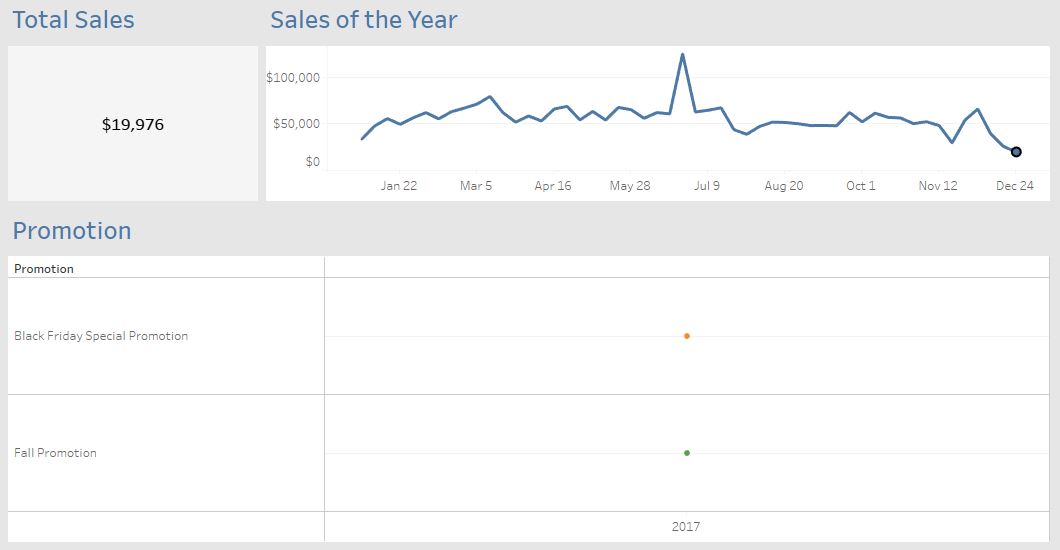 Total Sales
$19,976
Sales of the Year
$100,000
$50,000
$0
Jan 22 Mar 5 Apr 16 May 28 Jul 9 Aug 20 Oct 1 Nov 12 Dec 24
Promotion
Promotion
Black Friday Special Promotion
Fall Promotion
2017